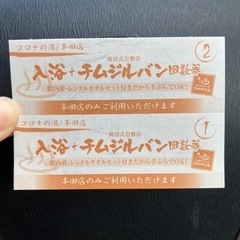 コロナの湯/半田店
2
韓国式岩盤浴
入浴+チムジルバン回数券
館内着・レンタルタオルセット付きだから手ぶらでOK!
半田店のみご利用いただけます
コロナの湯/半田店
1
韓国式岩盤浴
入浴+チムジルバン回数券
館内着・レンタルタオルセット付きだから手ぶらでOK!
半田店のみご利用いただけます